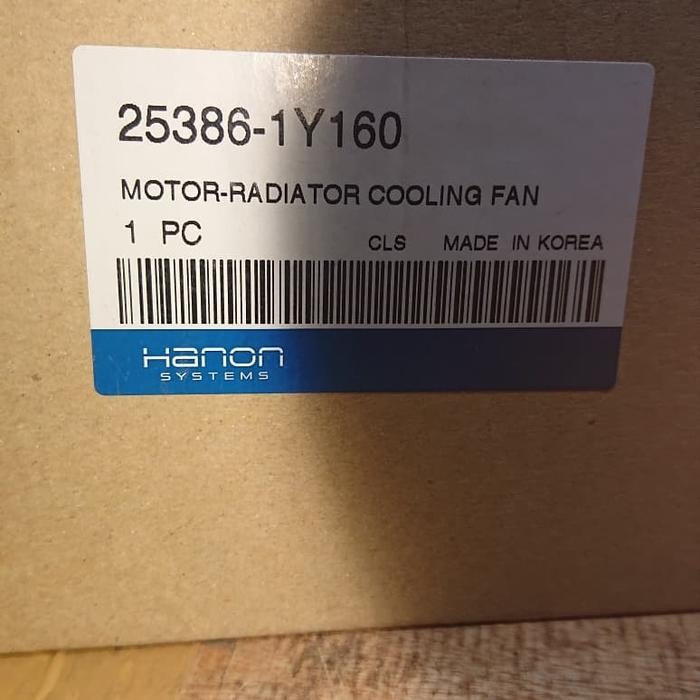 25386-1Y160
MOTOR-RADIATOR COOLING FAN
1 PC CLS MADE IN KOREA
Hanon
SYSTEMS